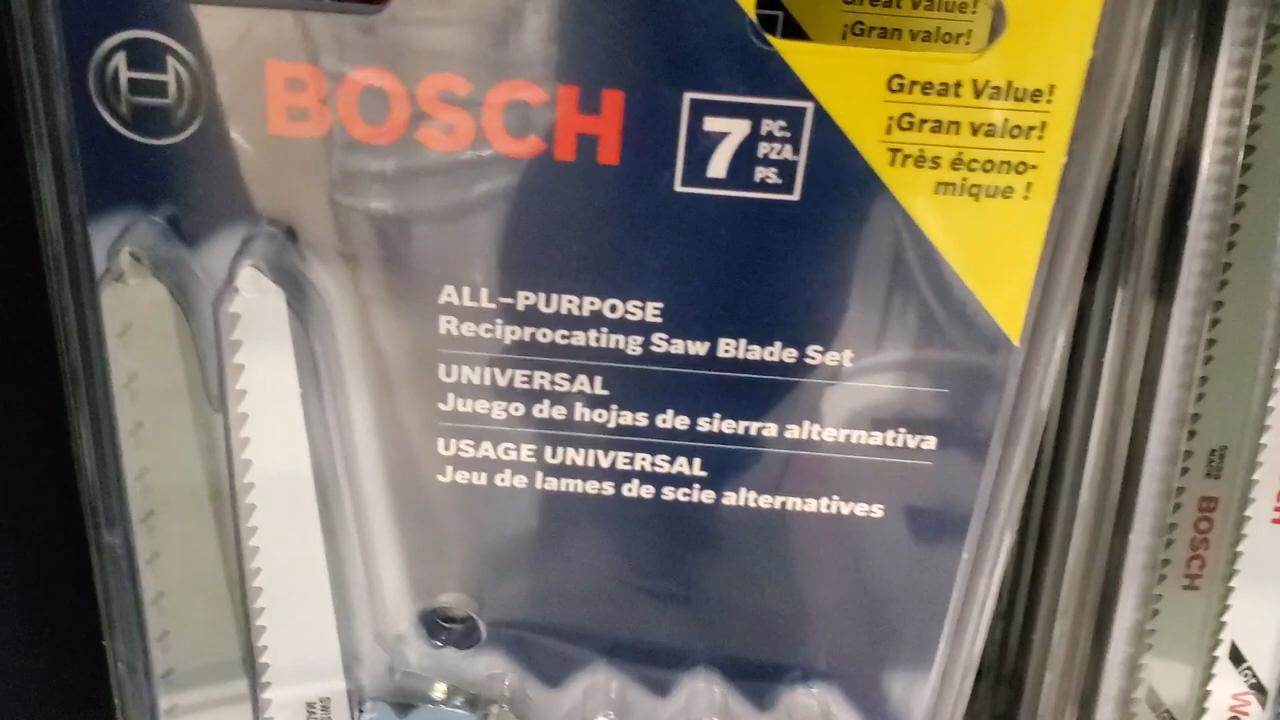 Great Value!
¡Gran valor!
BOSCH
7
PC.
PZA.
PS.
Great Value!
¡Gran valor!
Très écono-
mique !
ALL-PURPOSE
Reciprocating Saw Blade Set
UNIVERSAL
Juego de hojas de sierra alternativa
USAGE UNIVERSAL
Jeu de lames de scie alternatives
BOSCH
for W